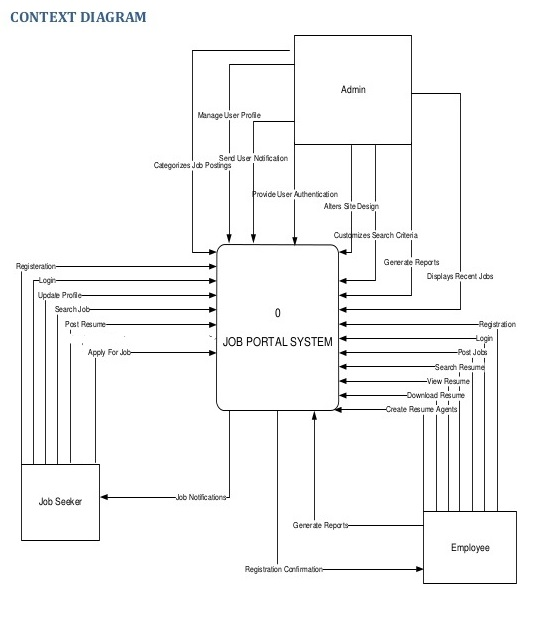 CONTEXT DIAGRAM
Admin
Manage User Profile
Send User Notification
Categorizes Job Postings
Provide User Authentication
Alters Site Design
Customizes Search Criteria
Generate Reports
Displays Recent Jobs
Registeration
Login
Update Profile
Search Job
Post Resume
Apply For Job
0
JOB PORTAL SYSTEM
Registration
Login
Post Jobs
Search Resume
View Resume
Download Resume
Create Resume Agents
Job Seeker
Job Notifications
Generate Reports
Employee
Registration Confirmation